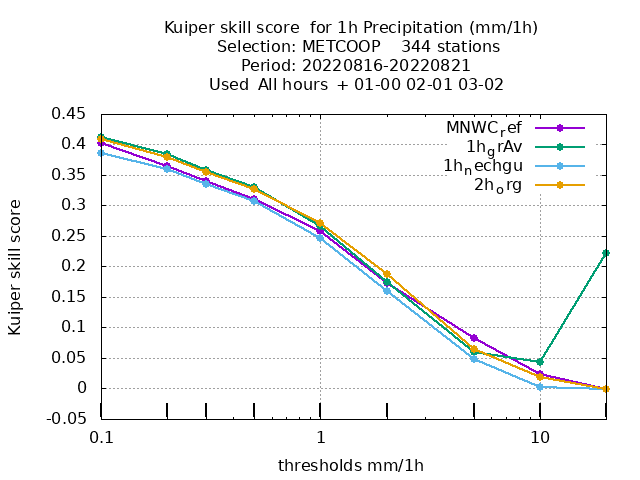 Kuiper skill score  for 1h Precipitation (mm/1h)
Selection: METCOOP    344 stations
Period: 20220816-20220821
Used  All hours  + 01-00 02-01 03-02
MNWC_ref
1h_grAv
1h_nechgu
2h_org
0.45
0.4
0.35
0.3
0.25
0.2
0.15
0.1
0.05
0
-0.05
Kuiper skill score
0.1 1 10
thresholds mm/1h